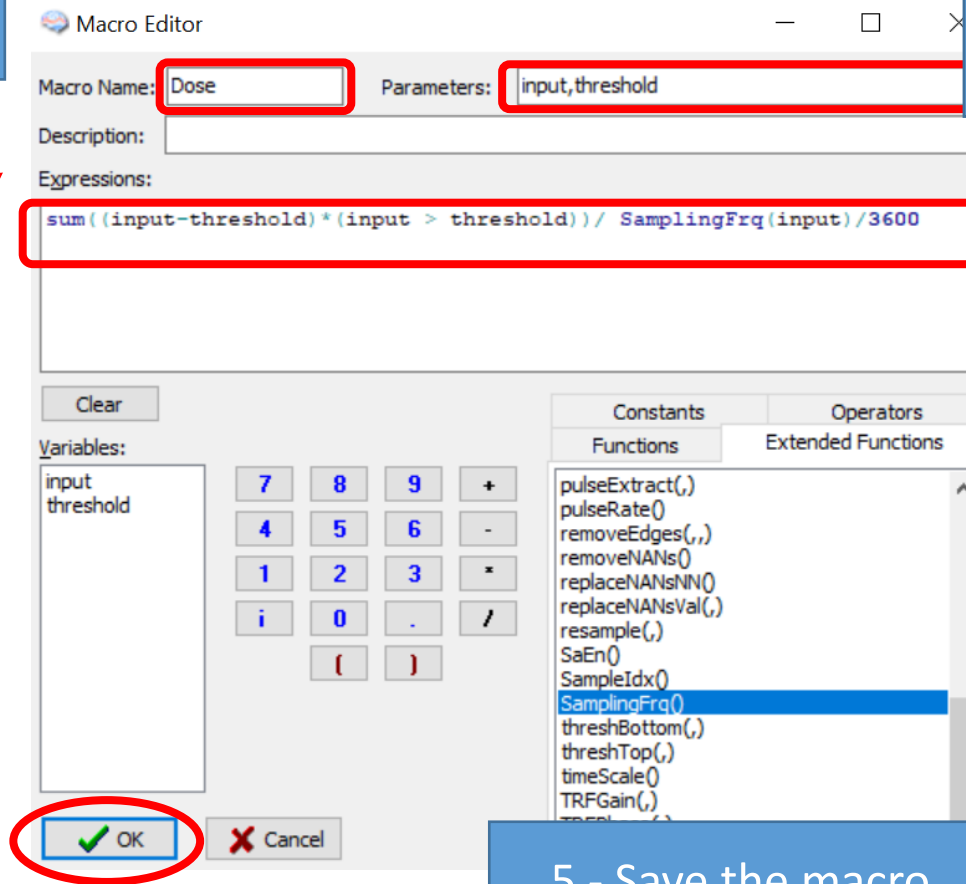 Macro Editor
Macro Name: Dose Parameters: input,threshold
Description:
Expressions:
sum((input-threshold)*(input > threshold))/ SamplingFrq(input)/3600
Clear
Constants Operators
Functions Extended Functions
Variables:
input
threshold
7 8 9 +
4 5 6 -
1 2 3 *
i 0 . /
( )
pulseExtract(,)
pulseRate()
removeEdges(,,)
removeNANs()
replaceNANsNN()
replaceNANsVal(,)
resample(,)
SaEn()
SampleIdx()
SamplingFrq()
threshBottom(,)
threshTop(,)
timeScale()
TRFGain(,)
OK Cancel
5 - Save the macro